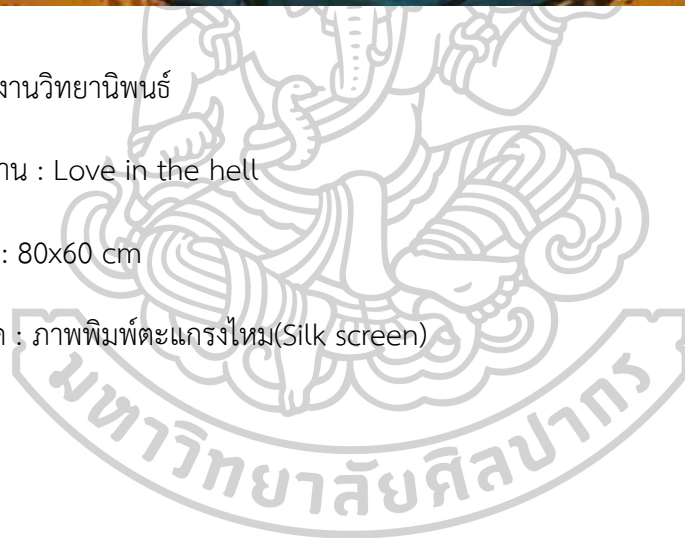 งานวิทยานิพนธ์
าน : Love in the hell
: 80x60 cm
: ภาพพิมพ์ตะแกรงไหม(Silk screen)
มหาวิทยาลัยศิลปากร